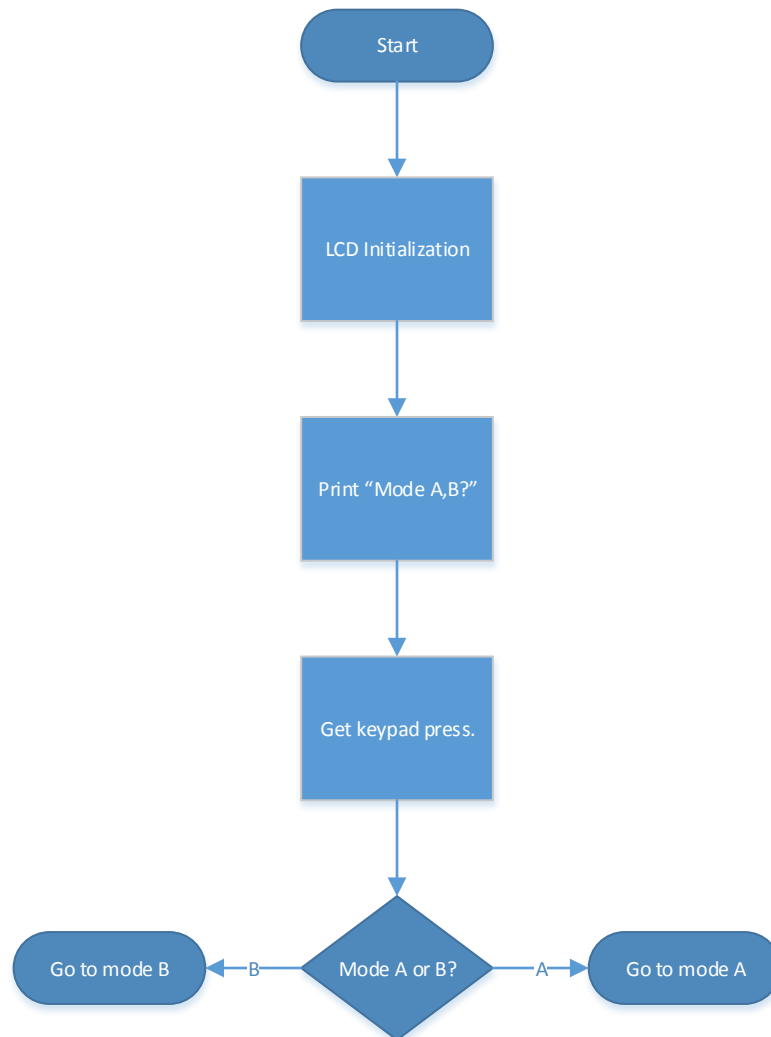 Start
LCD Initialization
Print “Mode A,B?”
Get keypad press.
Go to mode B
B
Mode A or B?
A
Go to mode A